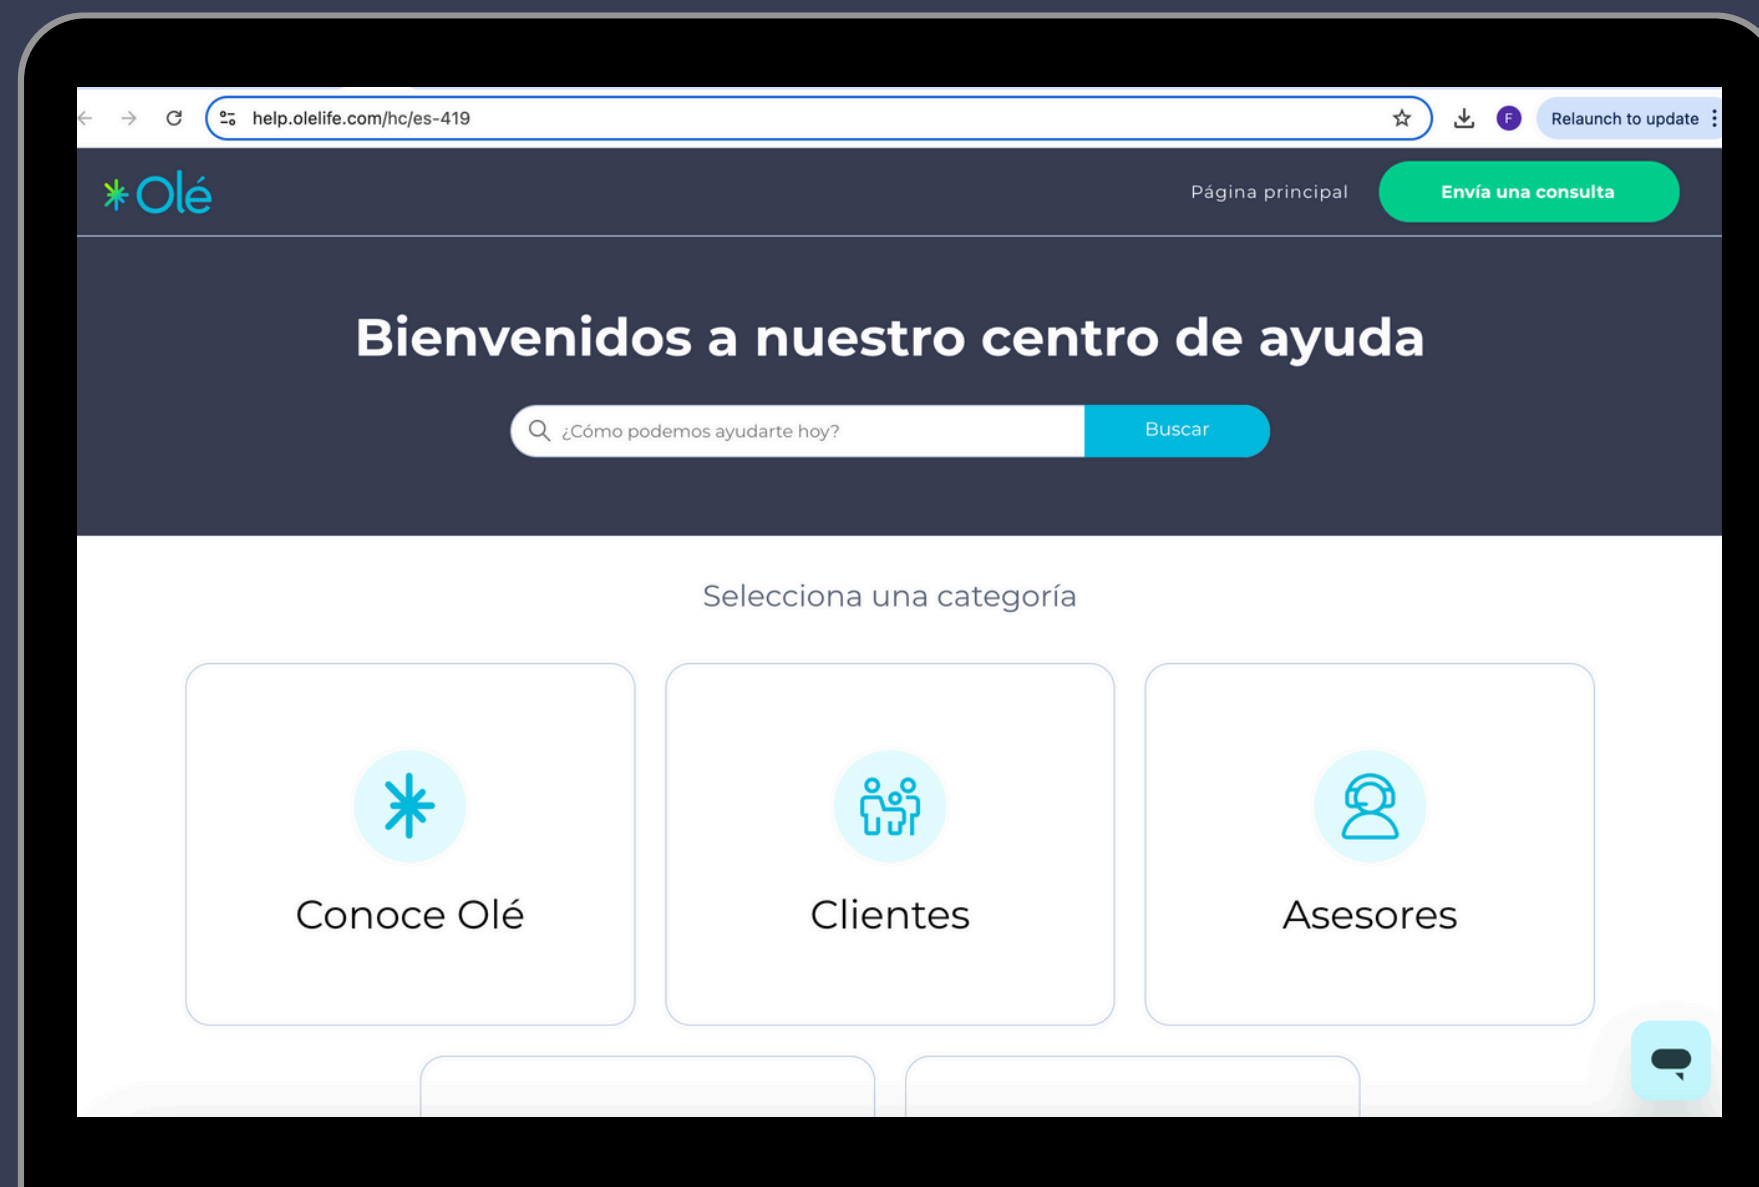 help.olelife.com/hc/es-419
F
Relaunch to update
Olé
Página principal
Envía una consulta
Bienvenidos a nuestro centro de ayuda
¿Cómo podemos ayudarte hoy?
Buscar
Selecciona una categoría
Conoce Olé
Clientes
Asesores